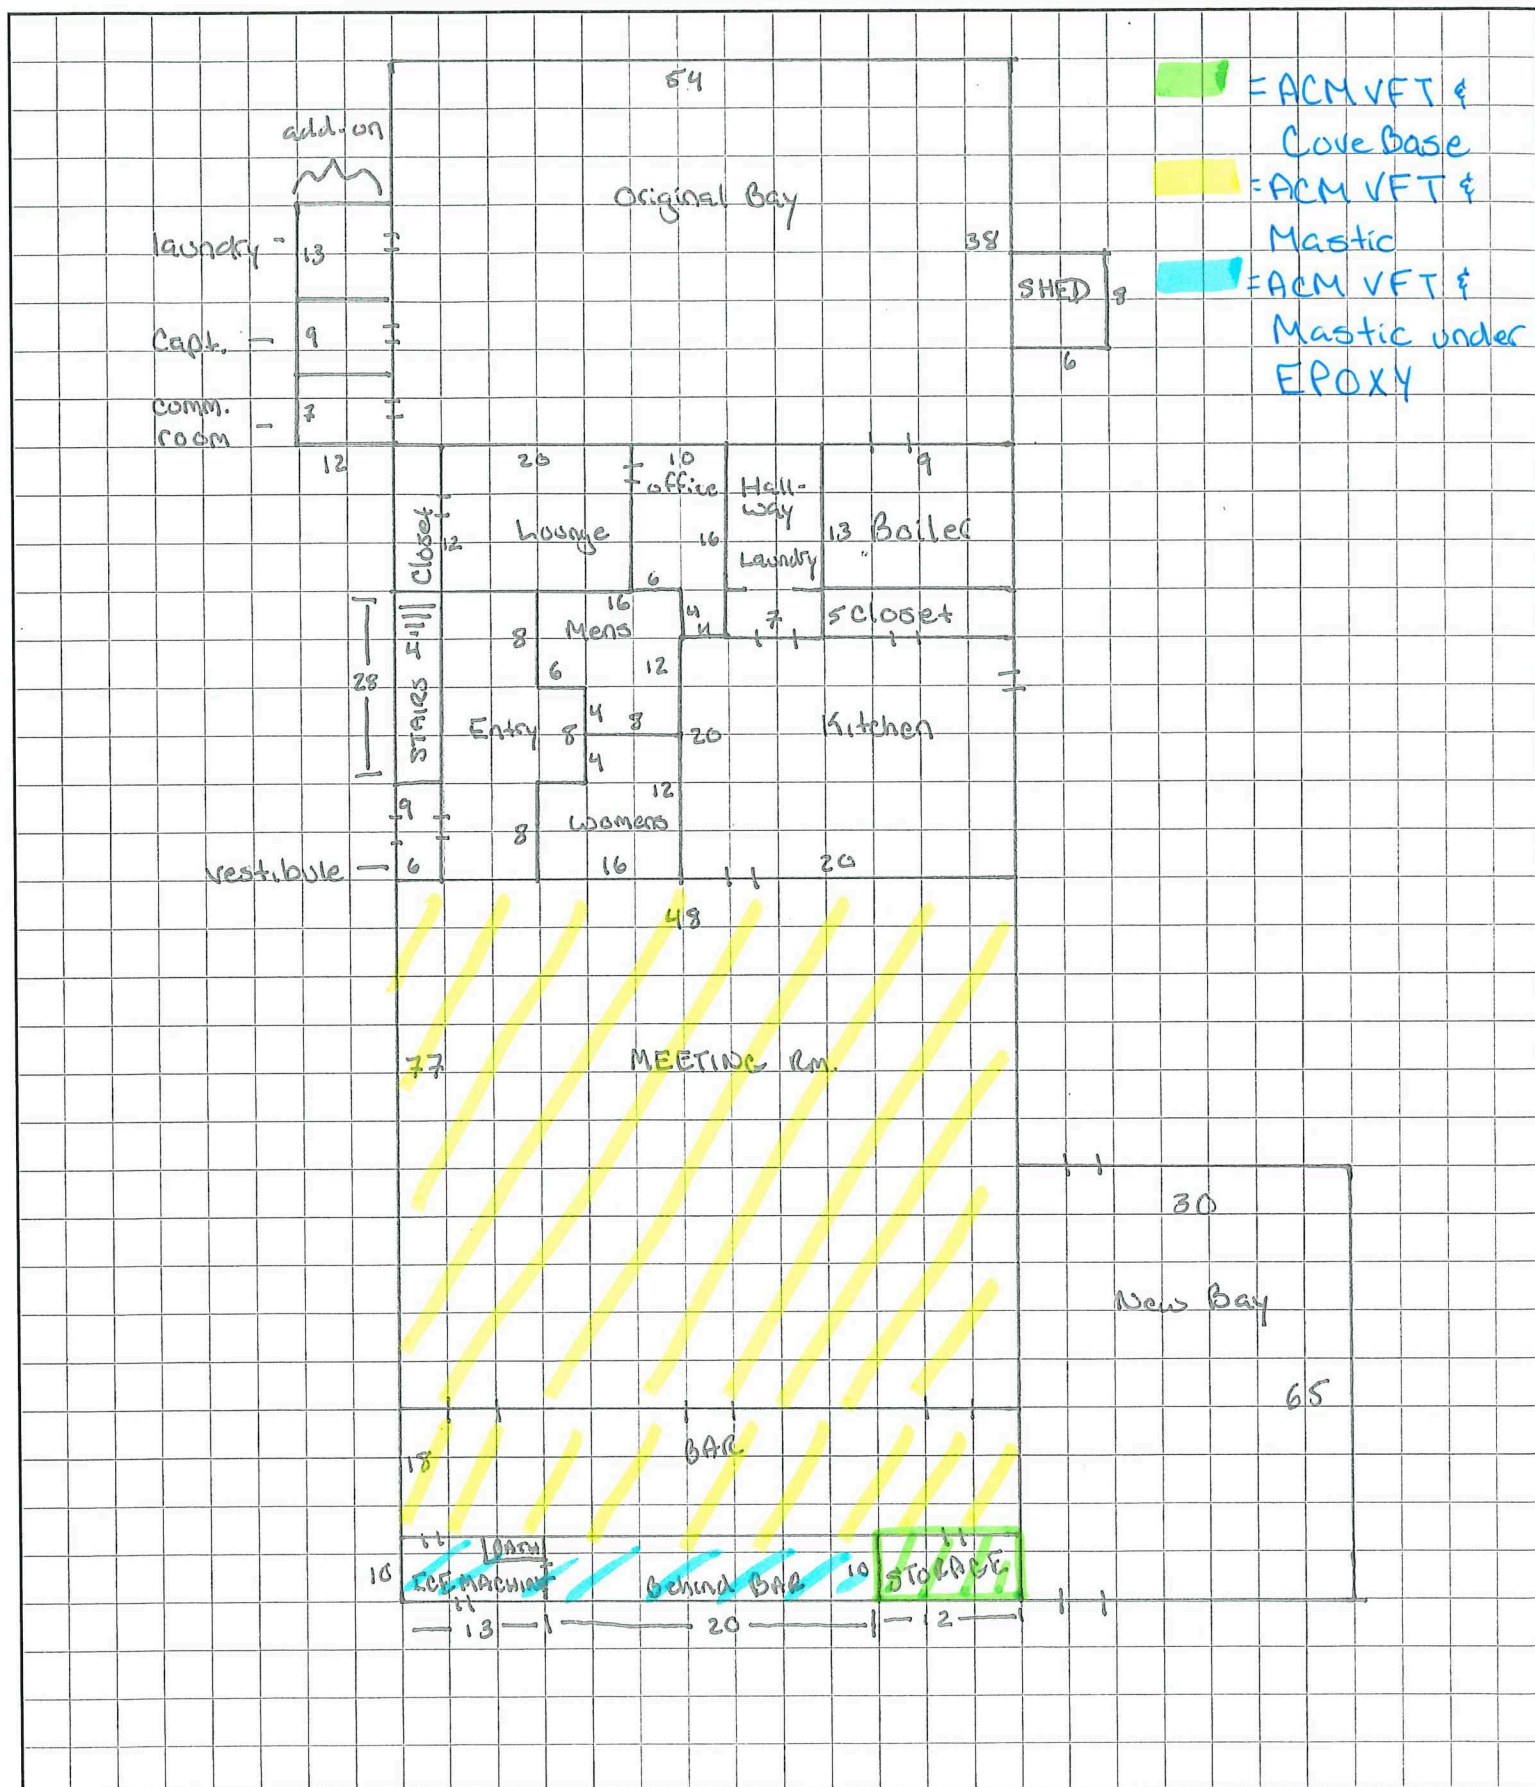 54
= ACM VFT &
Cove Base
= ACM VFT &
Mastic
= ACM VFT &
Mastic under
EPOXY
add-on
Original Bay
laundry - 13
38
SHED 8
6
Capt. - 9
comm.
room - 7
12
20
10
office
Hall-
way
9
Closet
12
Lounge
16
Laundry
13 Boiler
6
16
Mens
8
4
4
7
5 Closet
28
STAIRS
4
6
12
Entry
8
4
8
20
Kitchen
4
9
12
Womens
8
Vestibule - 6
16
20
48
77
MEETING Rm.
30
New Bay
65
BAR
18
10
ICE MACHINE
Behind BAR
10
STORAGE
13
20
12